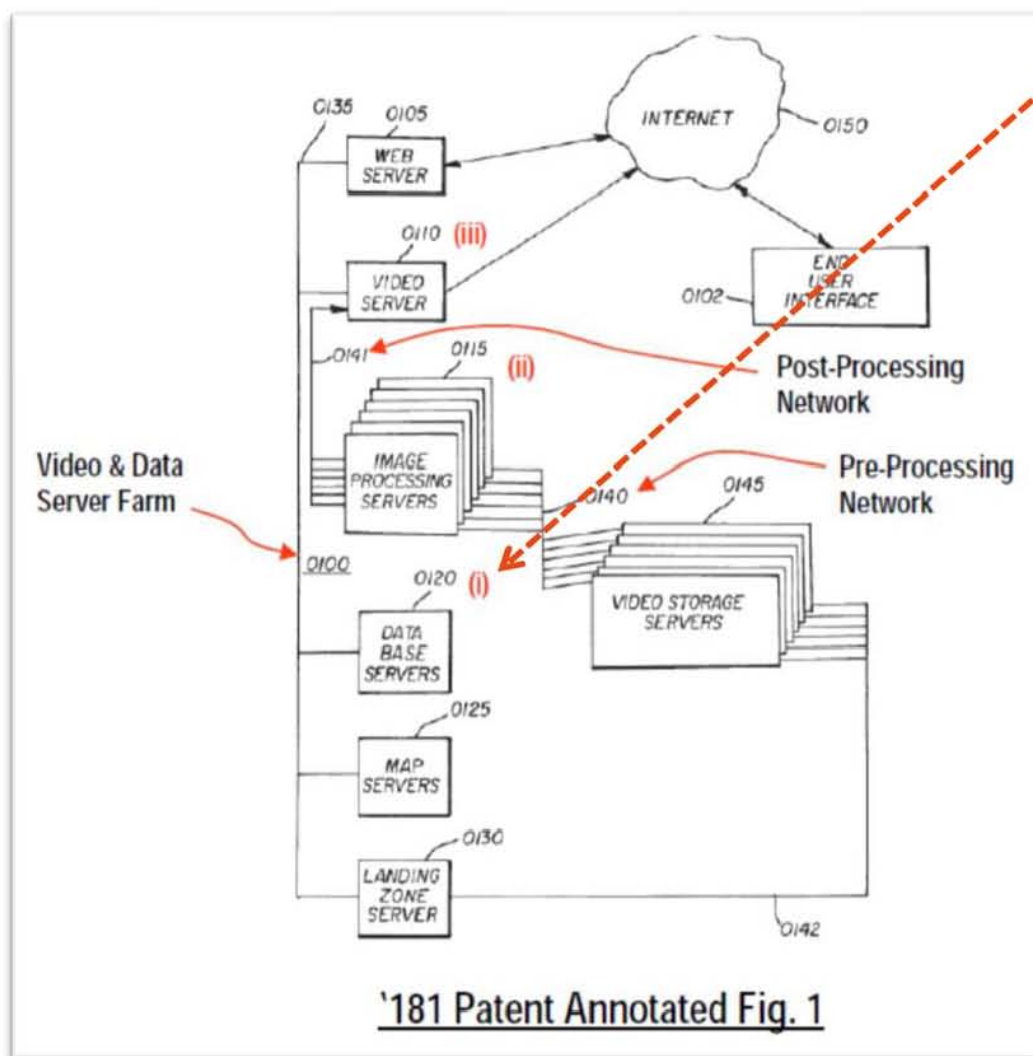 0135
0105
WEB
SERVER
INTERNET
0150
0110 (iii)
VIDEO
SERVER
END
USER
INTERFACE
0102
0141
0115
(ii)
Post-Processing
Network
IMAGE
PROCESSING
SERVERS
Video & Data
Server Farm
0140
Pre-Processing
Network
0145
0100
0120 (i)
VIDEO STORAGE
SERVERS
DATA
BASE
SERVERS
0125
MAP
SERVERS
0130
LANDING
ZONE
SERVER
0142
'181 Patent Annotated Fig. 1